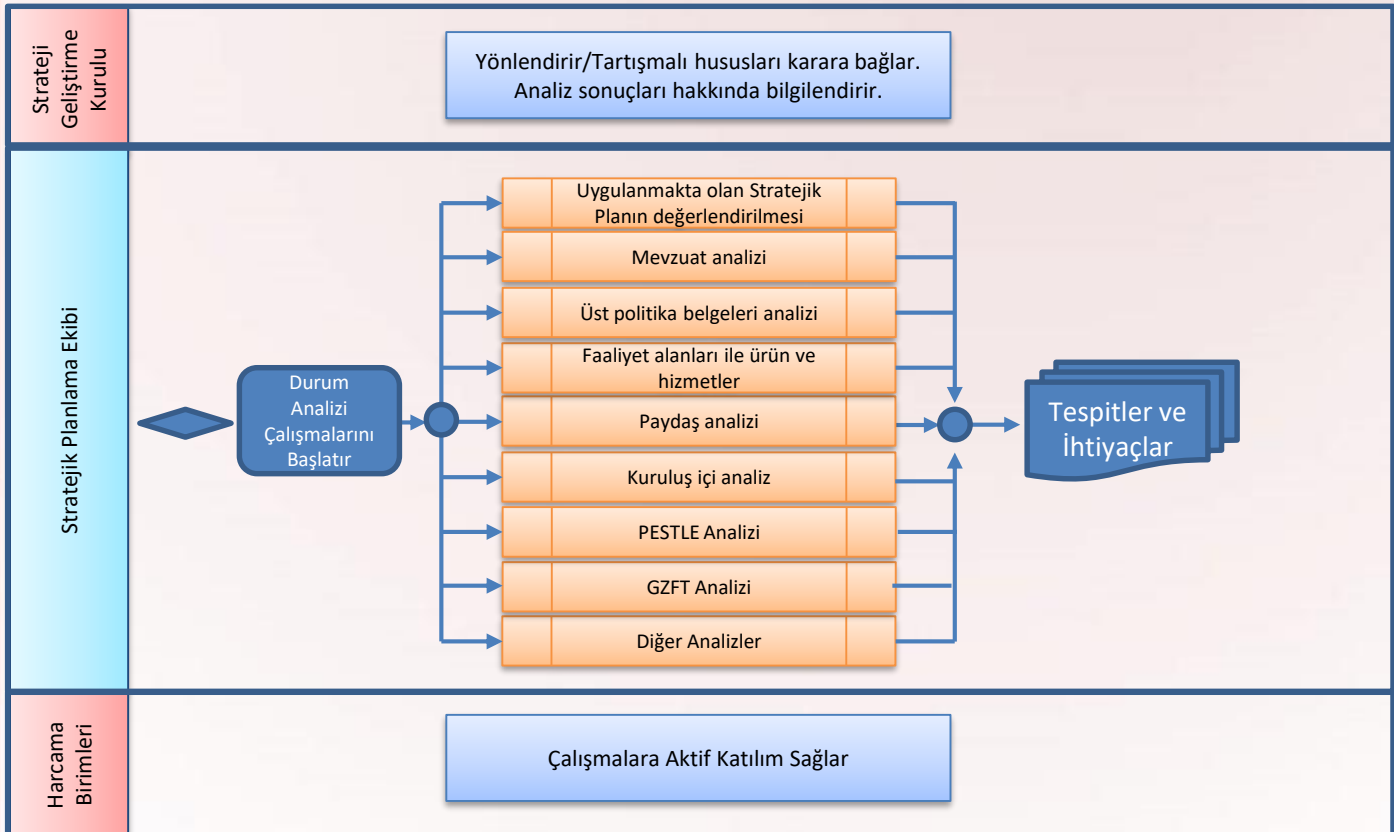 Strateji
Geliştirme
Kurulu
Yönlendirir/Tartışmalı hususları karara bağlar.
Analiz sonuçları hakkında bilgilendirir.
Stratejik Planlama Ekibi
Durum
Analizi
Çalışmalarını
Başlatır
Uygulanmakta olan Stratejik
Planın değerlendirilmesi
Mevzuat analizi
Üst politika belgeleri analizi
Faaliyet alanları ile ürün ve
hizmetler
Paydaş analizi
Kuruluş içi analiz
PESTLE Analizi
GZFT Analizi
Diğer Analizler
Tespitler ve
İhtiyaçlar
Harcama
Birimleri
Çalışmalara Aktif Katılım Sağlar